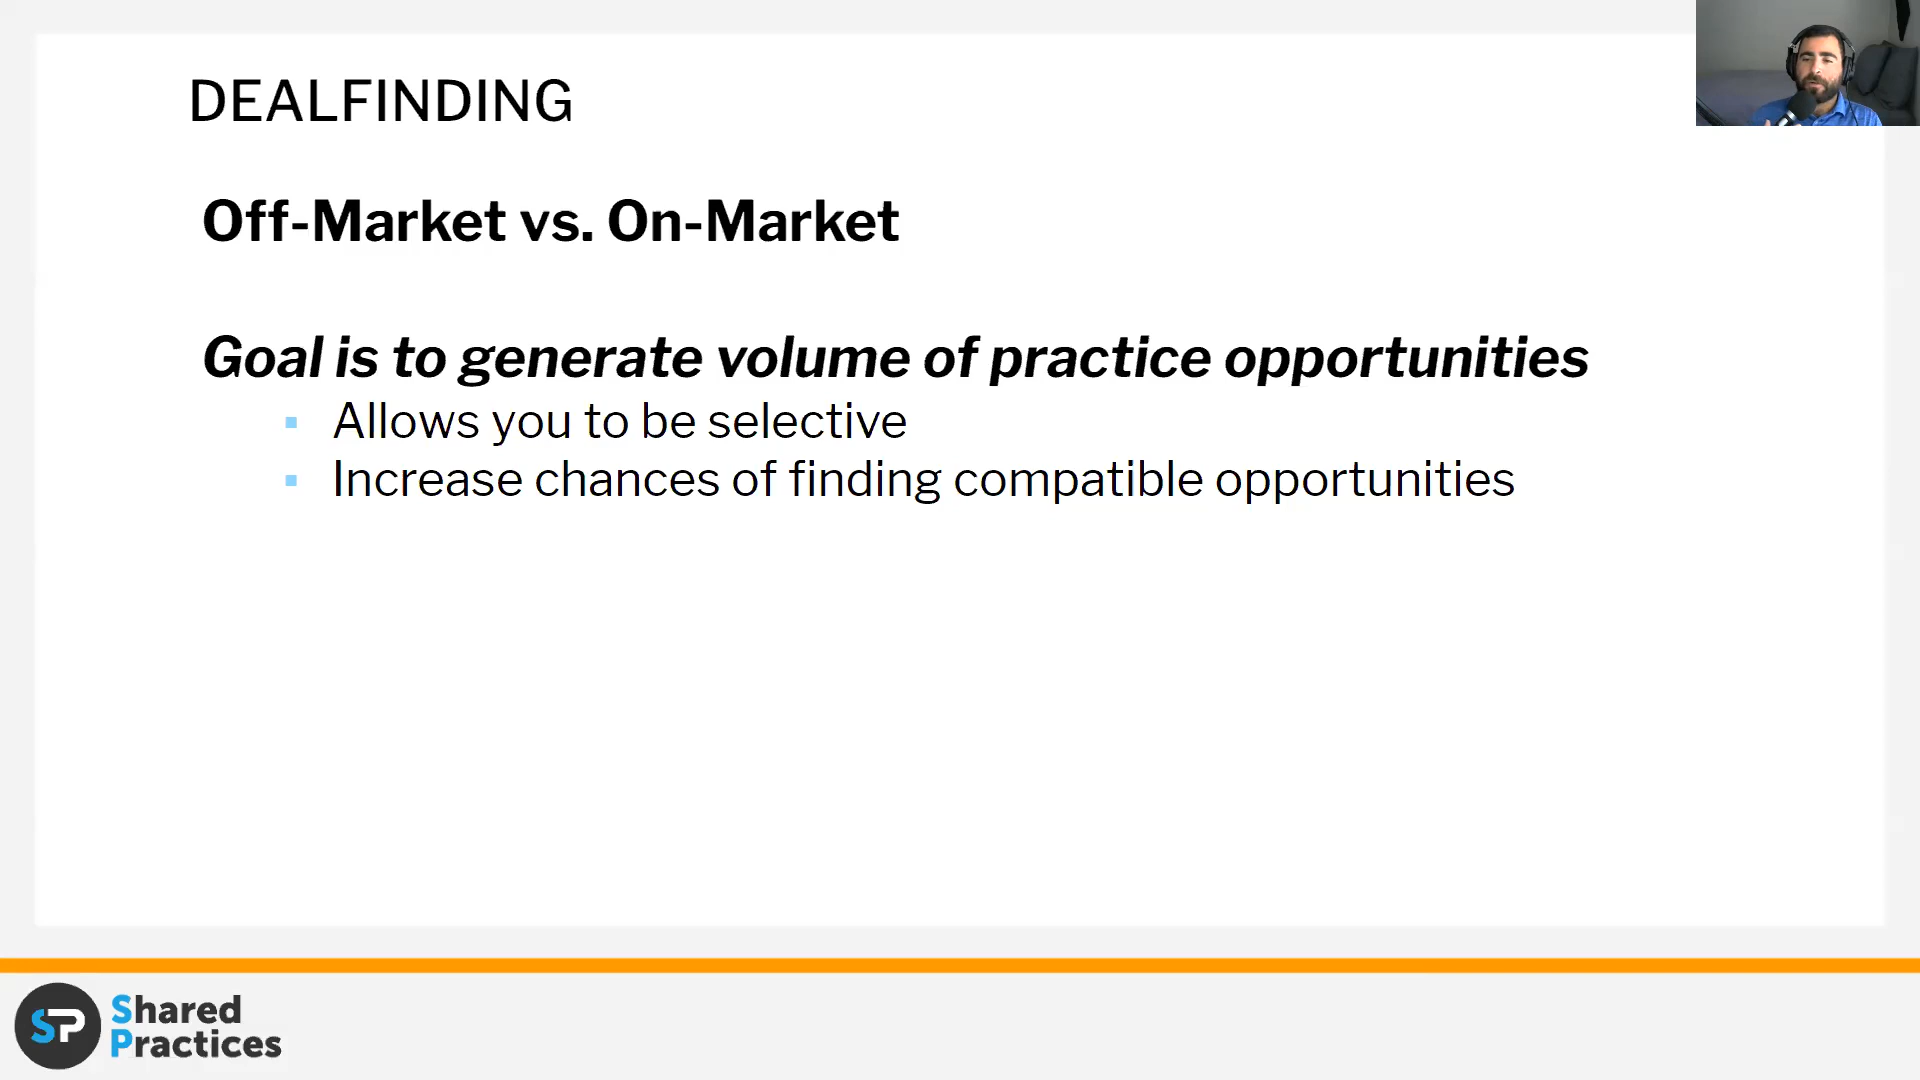 DEALFINDING
Off-Market vs. On-Market
Goal is to generate volume of practice opportunities
▪ Allows you to be selective
▪ Increase chances of finding compatible opportunities
SP
Shared
Practices